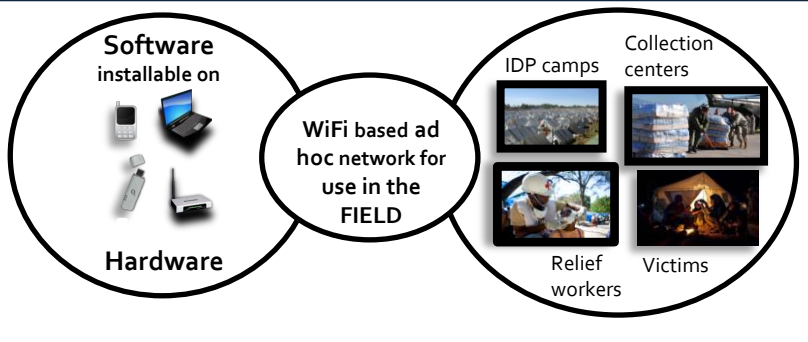 Software
installable on
Hardware
WiFi based ad
hoc network for
use in the
FIELD
IDP camps
Collection
centers
Relief
workers
Victims